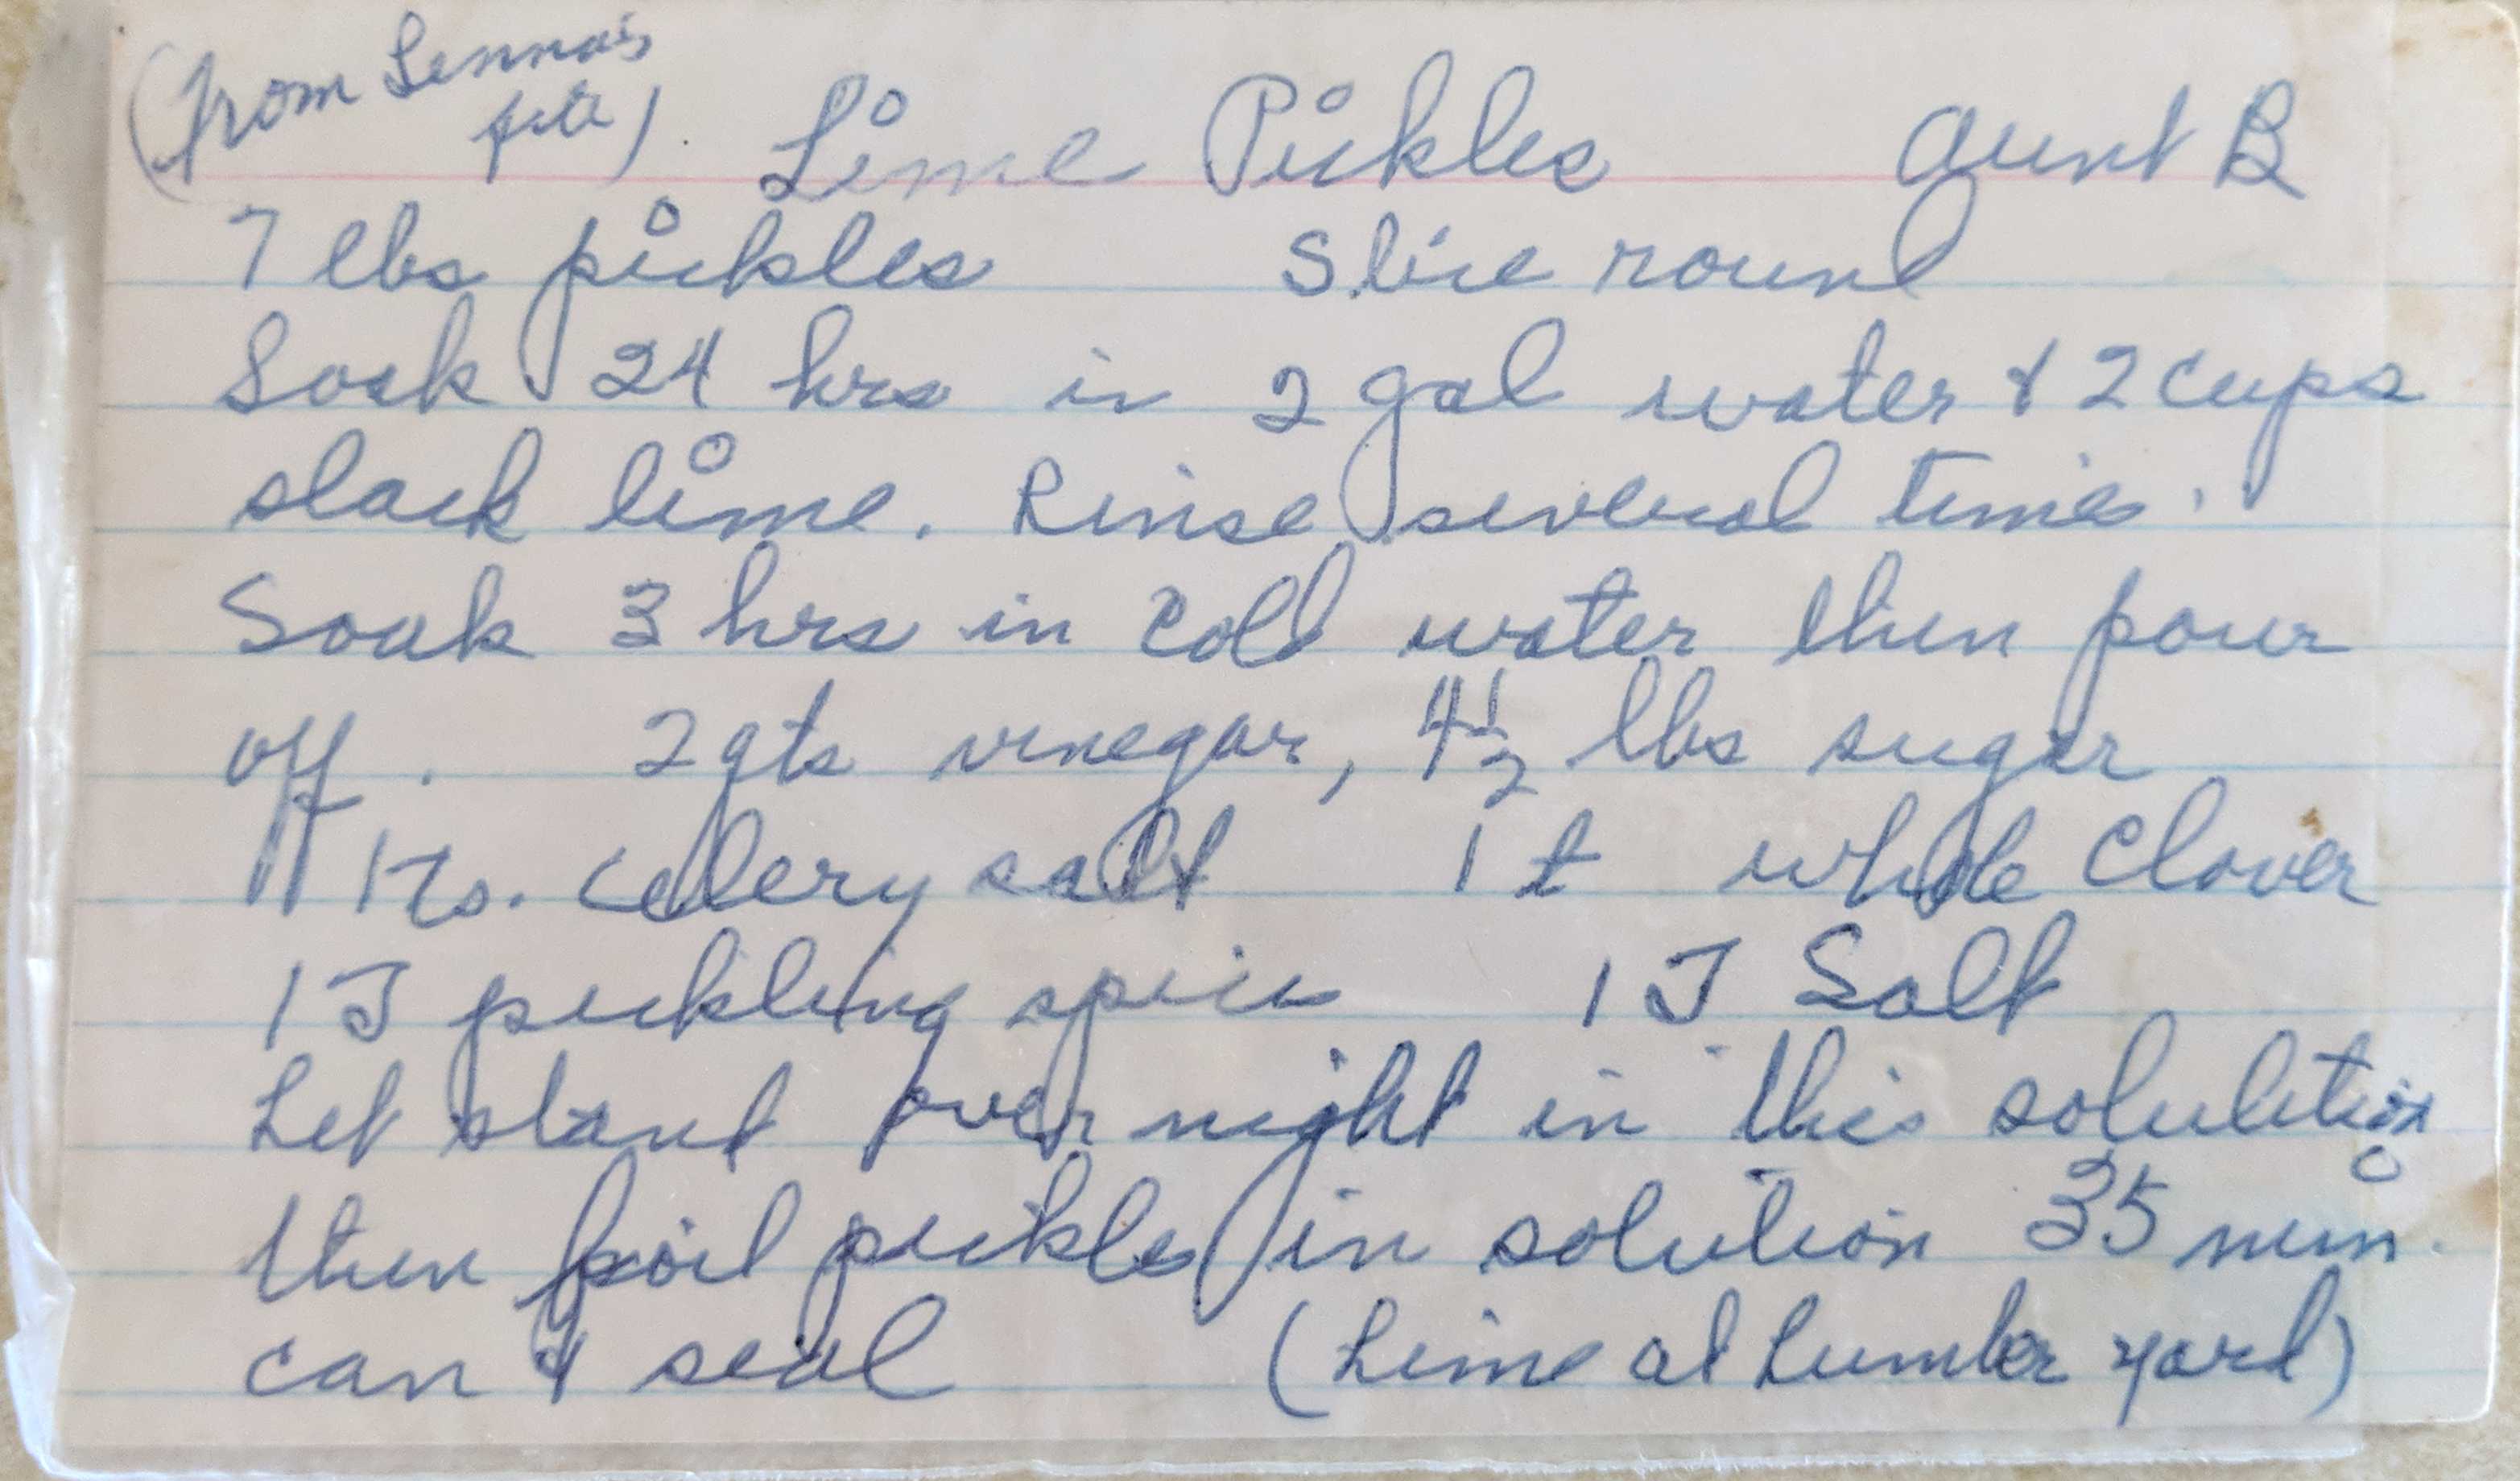 (from Lenna's
file) Lime Pickles Aunt B
7 lbs pickles Slice round
Soak 24 hrs in 2 gal water & 2 cups
slack lime. Rinse several times.
Soak 3 hrs in cold water then pour
off. 2 qts vinegar, 4 1/2 lbs sugar
1 ts. celery salt 1 t whole Clover
1 T pickling spice 1 T Salt
Let stand over night in this solution
then boil pickles in solution 35 min.
can & seal (Lime at Lumber yard)